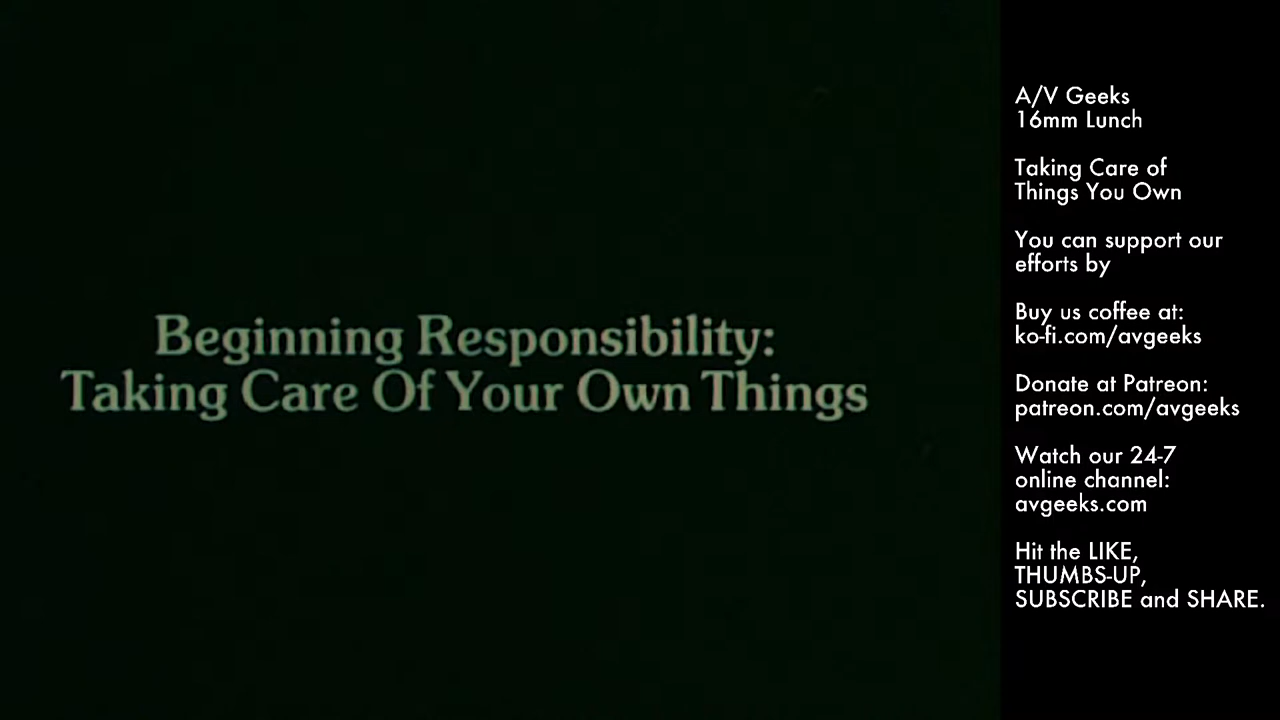 Beginning Responsibility:
Taking Care Of Your Own Things
A/V Geeks
16mm Lunch
Taking Care of
Things You Own
You can support our
efforts by
Buy us coffee at:
ko-fi.com/avgeeks
Donate at Patreon:
patreon.com/avgeeks
Watch our 24-7
online channel:
avgeeks.com
Hit the LIKE,
THUMBS-UP,
SUBSCRIBE and SHARE.